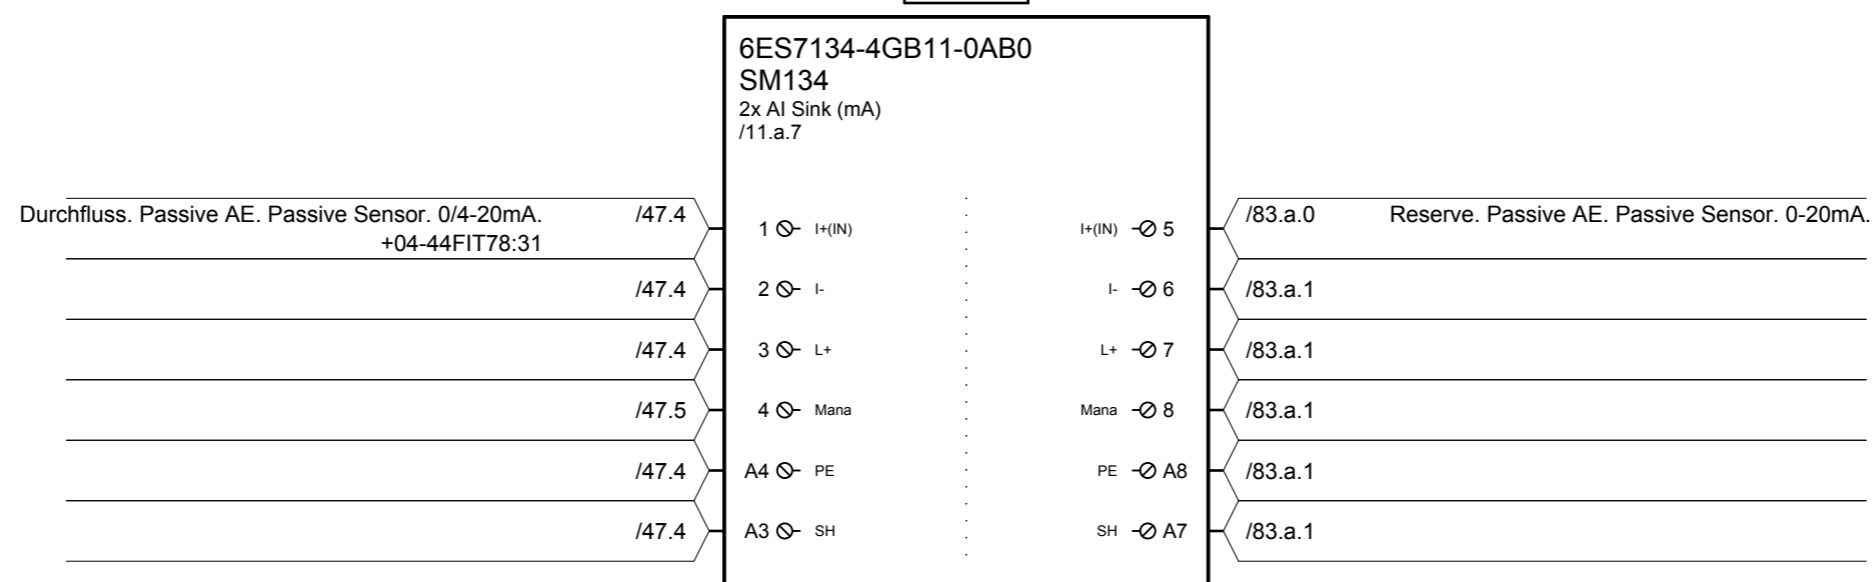 6ES7134-4GB11-0AB0
SM134
2x AI Sink (mA)
/11.a.7
Durchfluss. Passive AE. Passive Sensor. 0/4-20mA. /47.4 1 I+(IN) I+(IN) 5 /83.a.0 Reserve. Passive AE. Passive Sensor. 0-20mA.
+04-44FIT78:31
/47.4 2 I- I- 6 /83.a.1
/47.4 3 L+ L+ 7 /83.a.1
/47.5 4 Mana Mana 8 /83.a.1
/47.4 A4 PE PE A8 /83.a.1
/47.4 A3 SH SH A7 /83.a.1